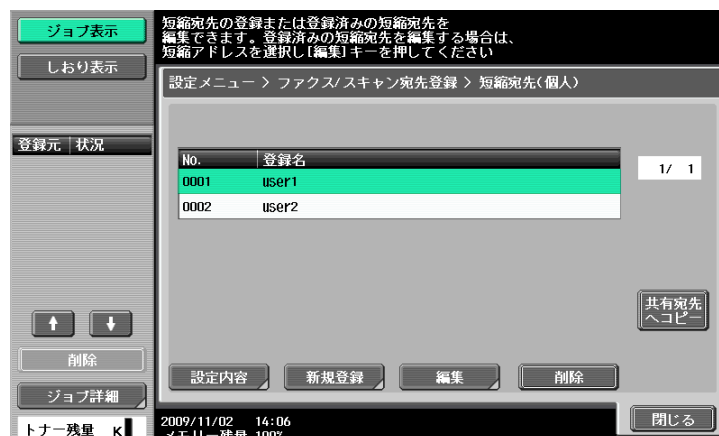 ジョブ表示
しおり表示
登録元 状況
削除
ジョブ詳細
トナー残量 K
短縮宛先の登録または登録済みの短縮宛先を
編集できます。登録済みの短縮宛先を編集する場合は、
短縮アドレスを選択し[編集]キーを押してください
設定メニュー > ファクス/スキャン宛先登録 > 短縮宛先(個人)
No. 登録名
0001 user1
0002 user2
1/ 1
共有宛先
へコピー
設定内容 新規登録 編集 削除
2009/11/02 14:06
メモリー残量 100%
閉じる